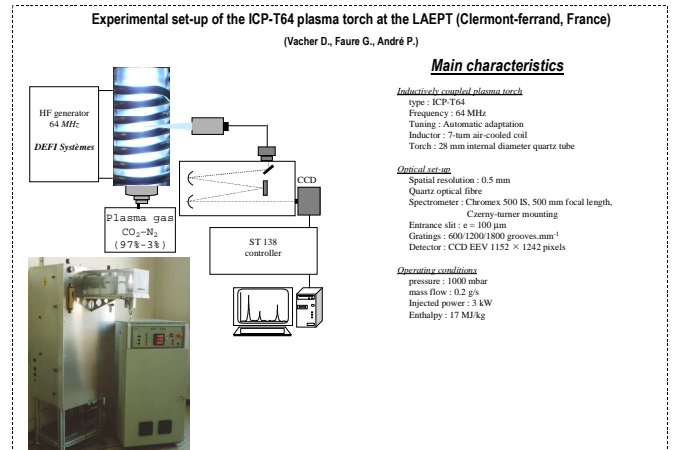 Experimental set-up of the ICP-T64 plasma torch at the LAEPT (Clermont-ferrand, France)
(Vacher D., Faure G., André P.)
HF generator
64 MHz
DEFI Systèmes
Plasma gas
CO₂-N₂
(97%-3%)
CCD
ST 138
controller
Main characteristics
Inductively coupled plasma torch
type : ICP-T64
Frequency : 64 MHz
Tuning : Automatic adaptation
Inductor : 7-turn air-cooled coil
Torch : 28 mm internal diameter quartz tube
Optical set-up
Spatial resolution : 0.5 mm
Quartz optical fibre
Spectrometer : Chromex 500 IS, 500 mm focal length,
Czerny-turner mounting
Entrance slit : e = 100 µm
Gratings : 600/1200/1800 grooves.mm⁻¹
Detector : CCD EEV 1152 × 1242 pixels
Operating conditions
pressure : 1000 mbar
mass flow : 0.2 g/s
Injected power : 3 kW
Enthalpy : 17 MJ/kg